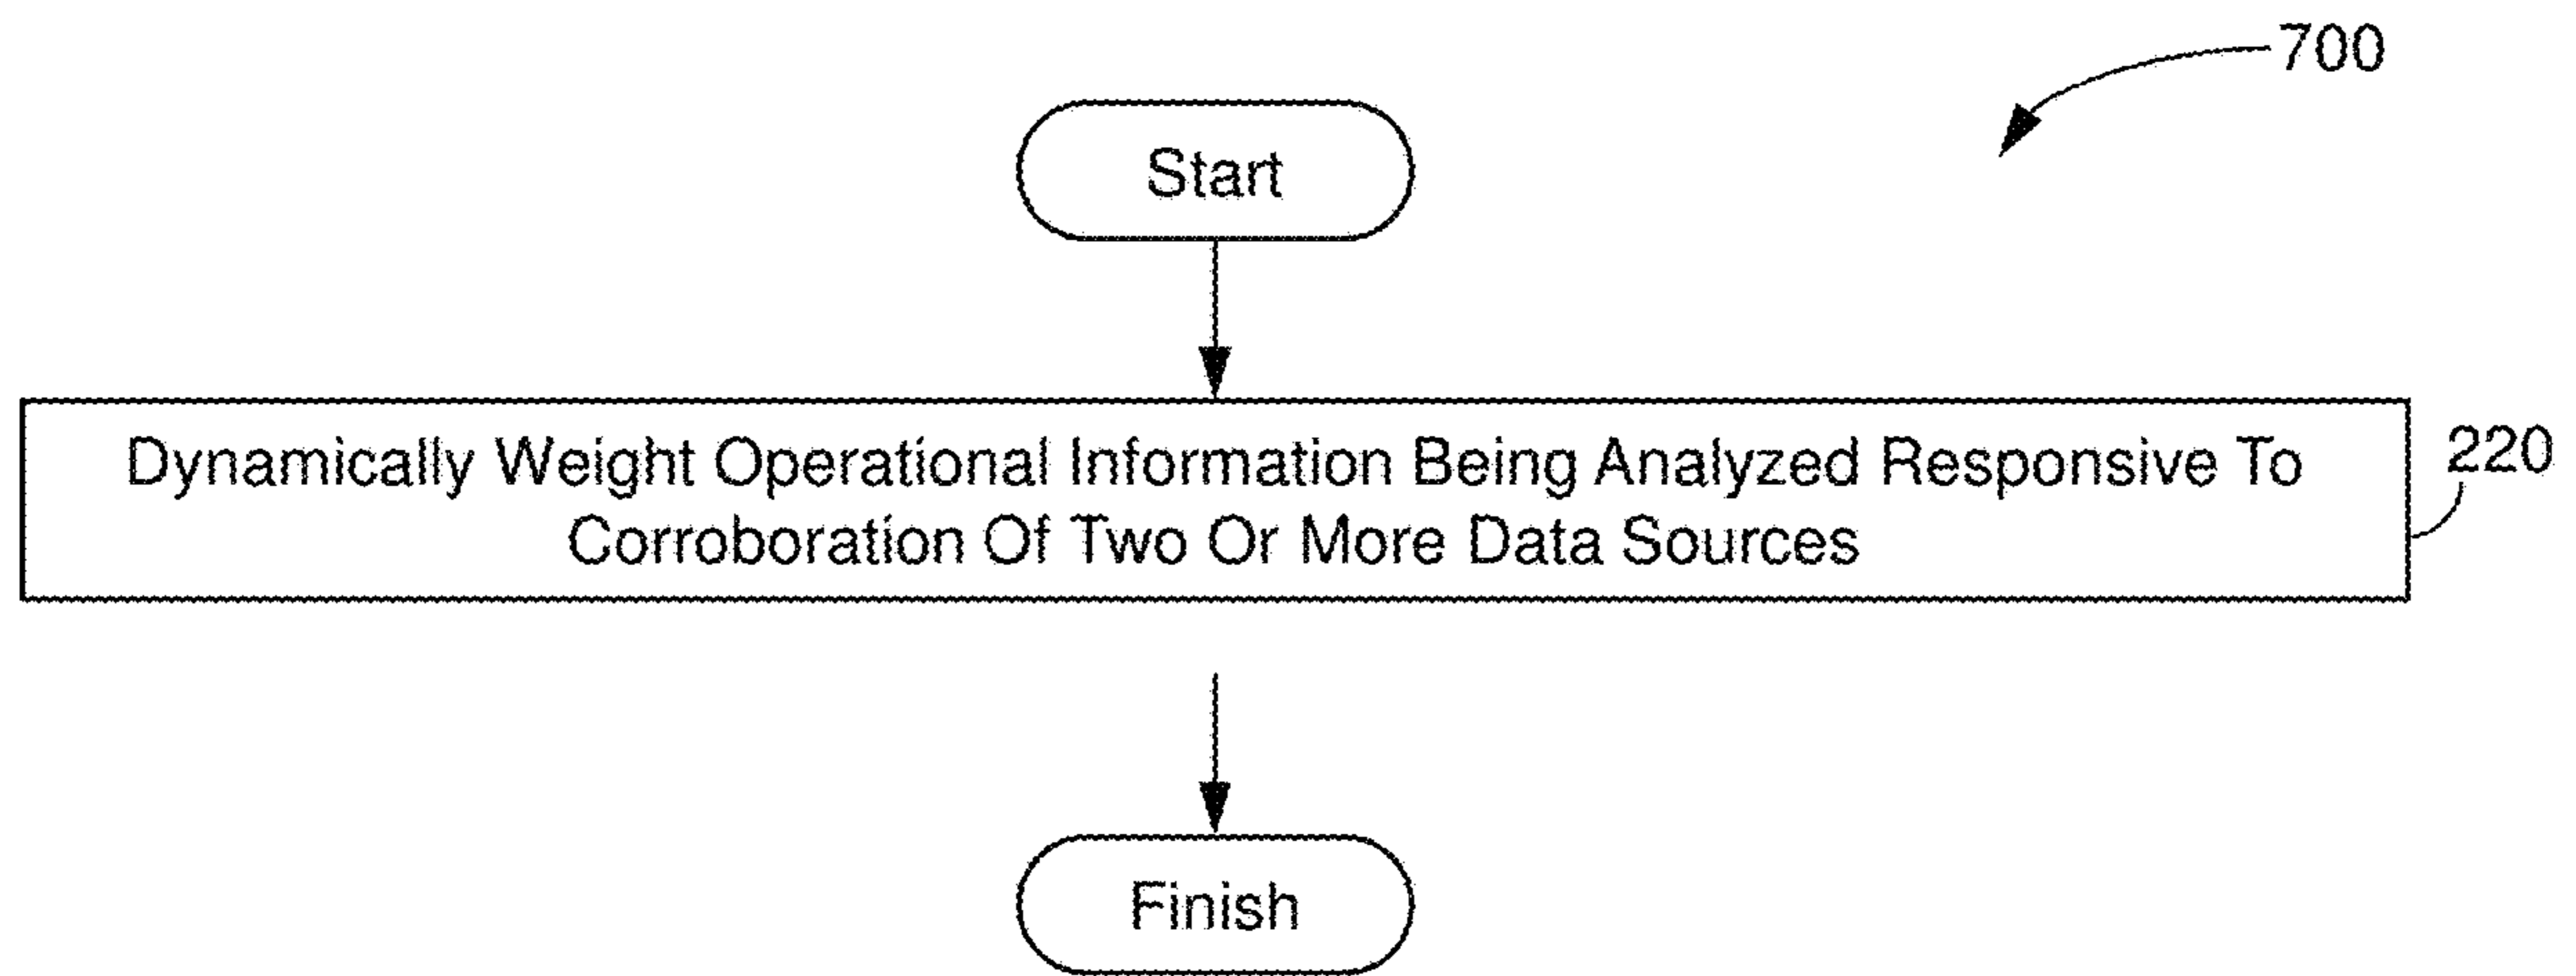 700
Start
Dynamically Weight Operational Information Being Analyzed Responsive To
Corroboration Of Two Or More Data Sources
220
Finish